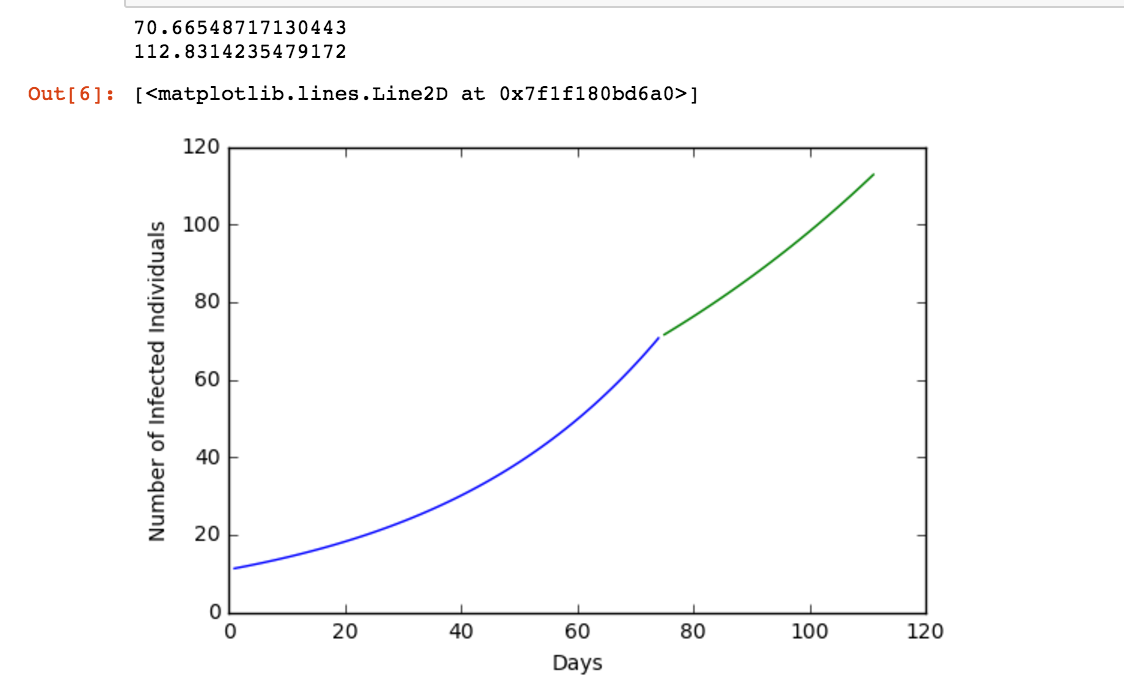 70.66548717130443
112.8314235479172
Out[6]: [<matplotlib.lines.Line2D at 0x7f1f180bd6a0>]
120
100
80
60
40
20
0
Number of Infected Individuals
0 20 40 60 80 100 120
Days